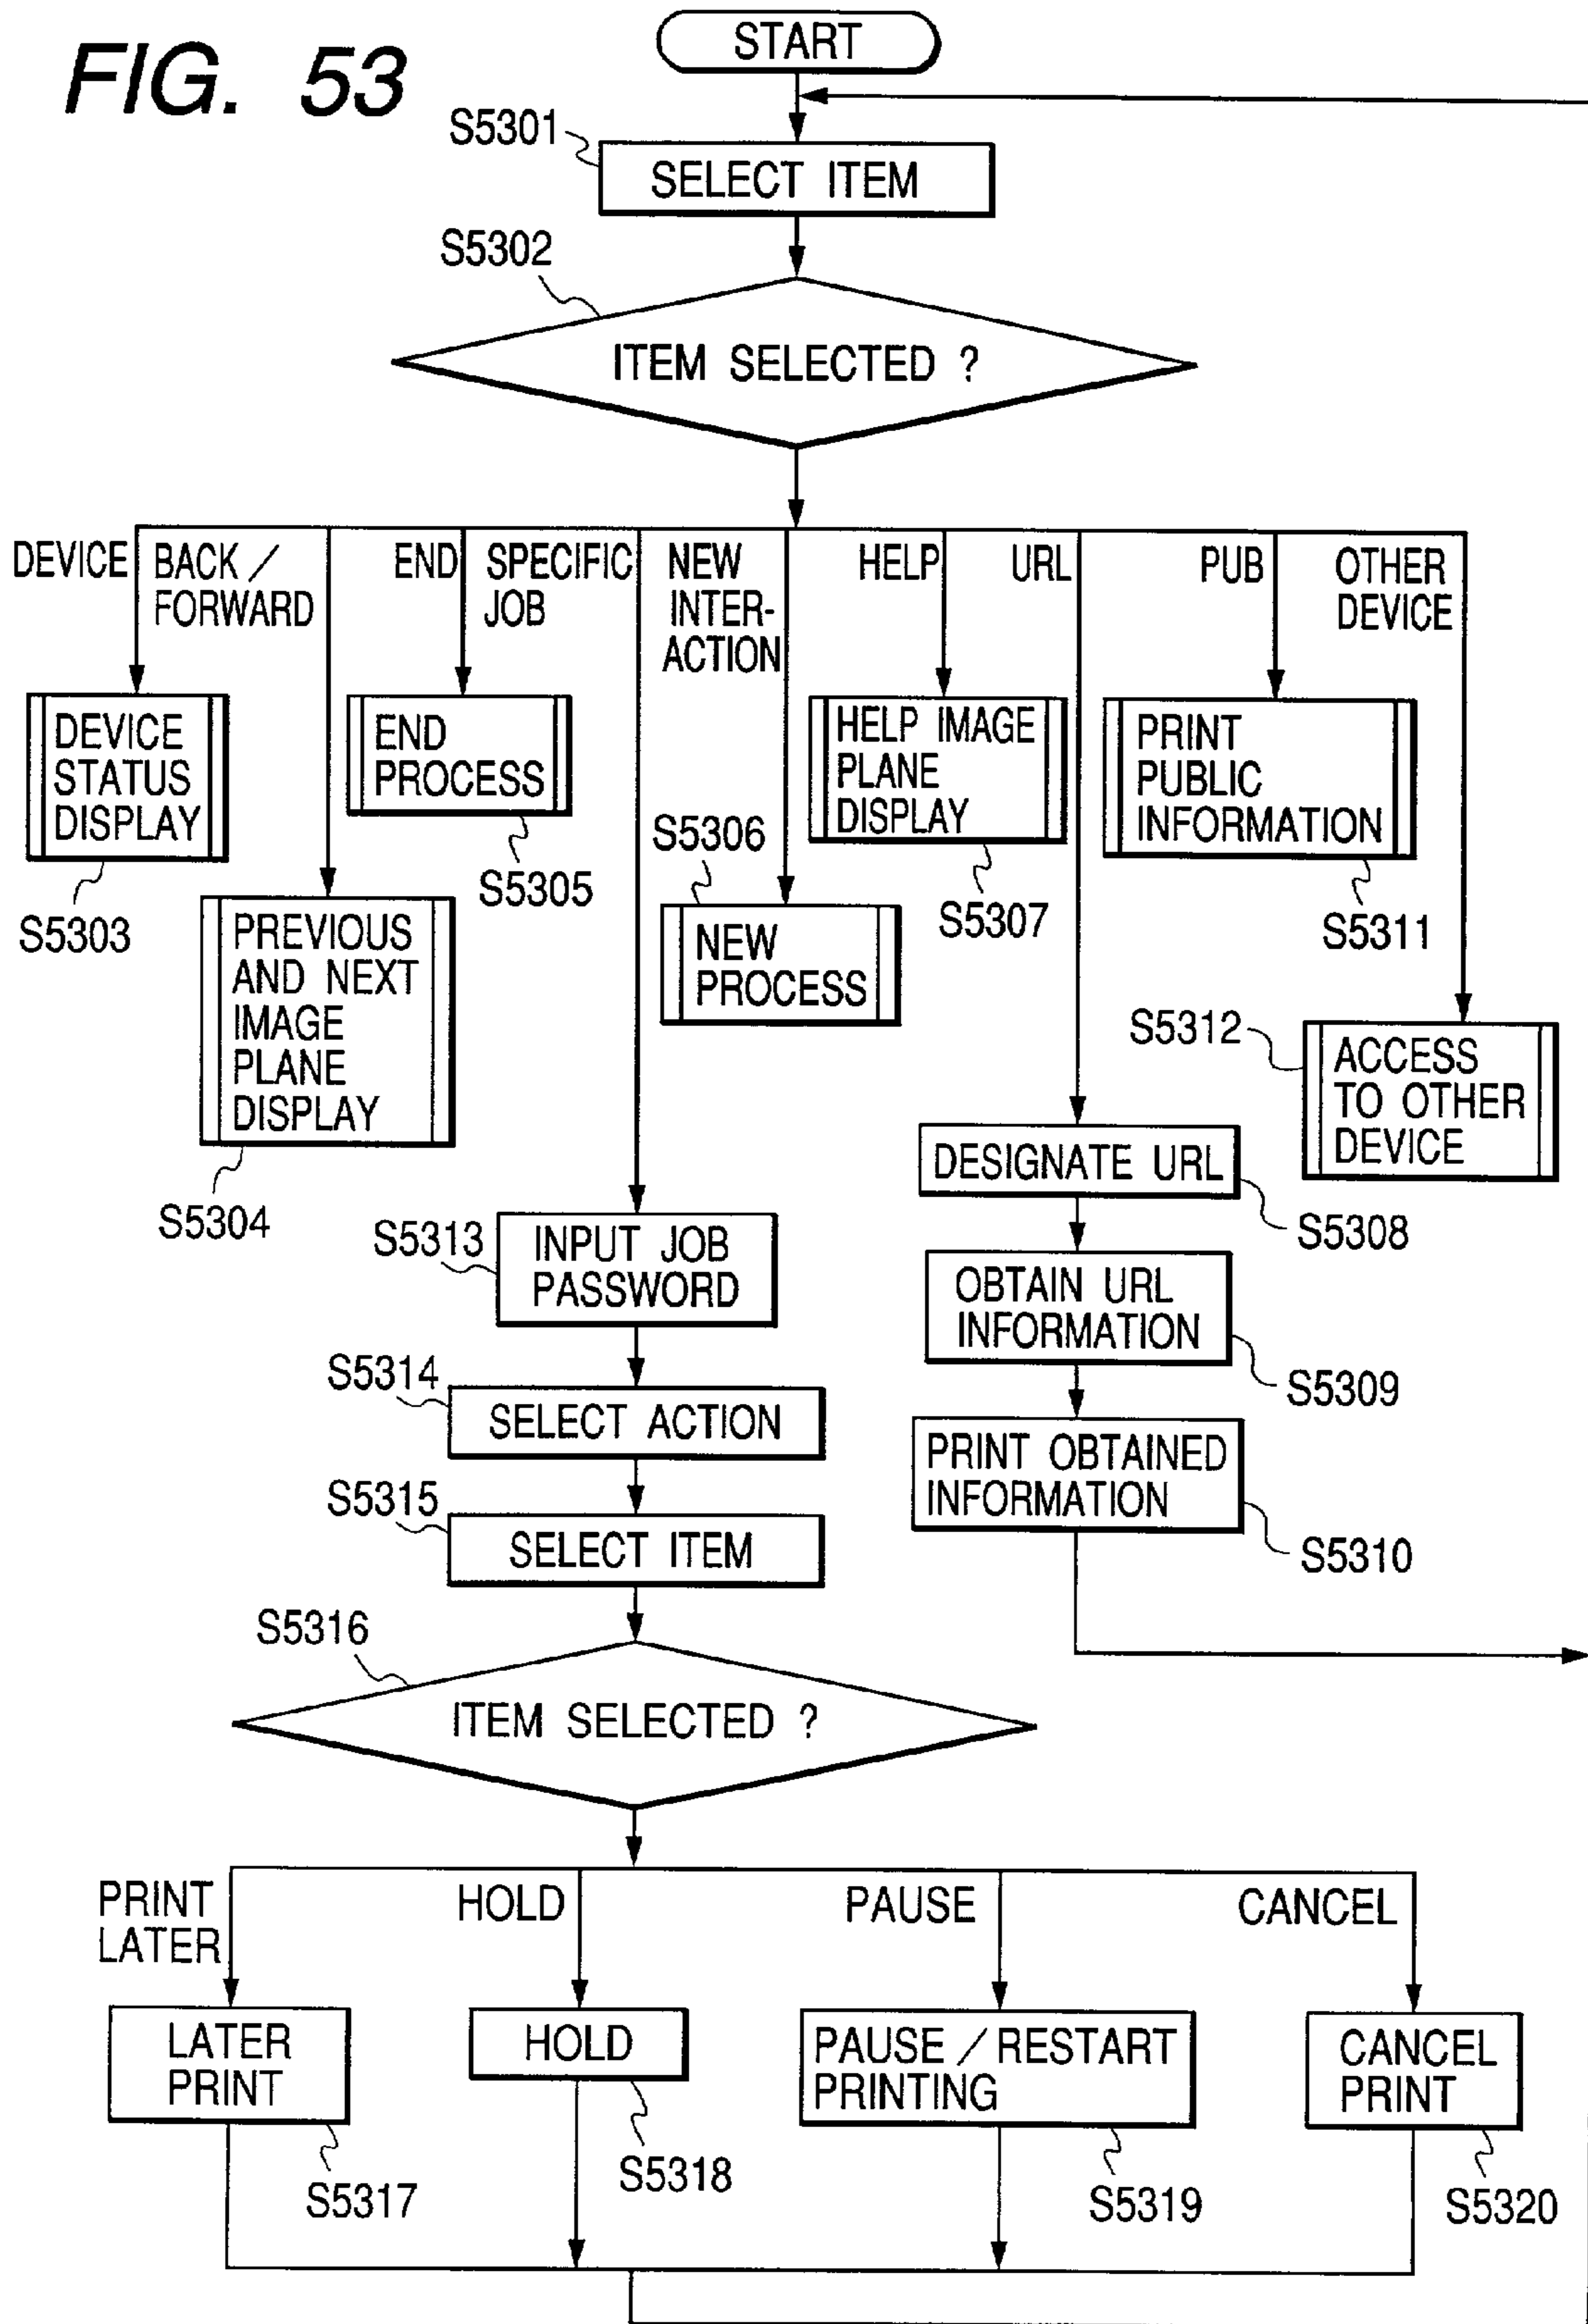 FIG. 53
START
S5301
SELECT ITEM
S5302
ITEM SELECTED ?
DEVICE
BACK /
FORWARD
END
SPECIFIC
JOB
NEW
INTER-
ACTION
HELP
URL
PUB
OTHER
DEVICE
DEVICE
STATUS
DISPLAY
S5303
PREVIOUS
AND NEXT
IMAGE
PLANE
DISPLAY
S5304
END
PROCESS
S5305
S5306
NEW
PROCESS
HELP IMAGE
PLANE
DISPLAY
S5307
PRINT
PUBLIC
INFORMATION
S5311
S5312
ACCESS
TO OTHER
DEVICE
DESIGNATE URL
S5308
OBTAIN URL
INFORMATION
S5309
PRINT OBTAINED
INFORMATION
S5310
S5313
INPUT JOB
PASSWORD
S5314
SELECT ACTION
S5315
SELECT ITEM
S5316
ITEM SELECTED ?
PRINT
LATER
HOLD
PAUSE
CANCEL
LATER
PRINT
S5317
HOLD
S5318
PAUSE / RESTART
PRINTING
S5319
CANCEL
PRINT
S5320